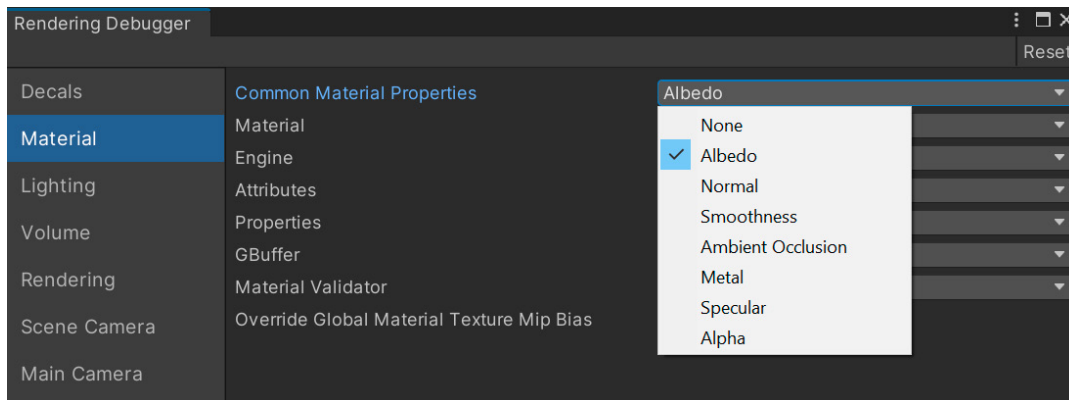 Rendering Debugger
Reset
Decals
Material
Lighting
Volume
Rendering
Scene Camera
Main Camera
Common Material Properties
Material
Engine
Attributes
Properties
GBuffer
Material Validator
Override Global Material Texture Mip Bias
Albedo
None
Albedo
Normal
Smoothness
Ambient Occlusion
Metal
Specular
Alpha